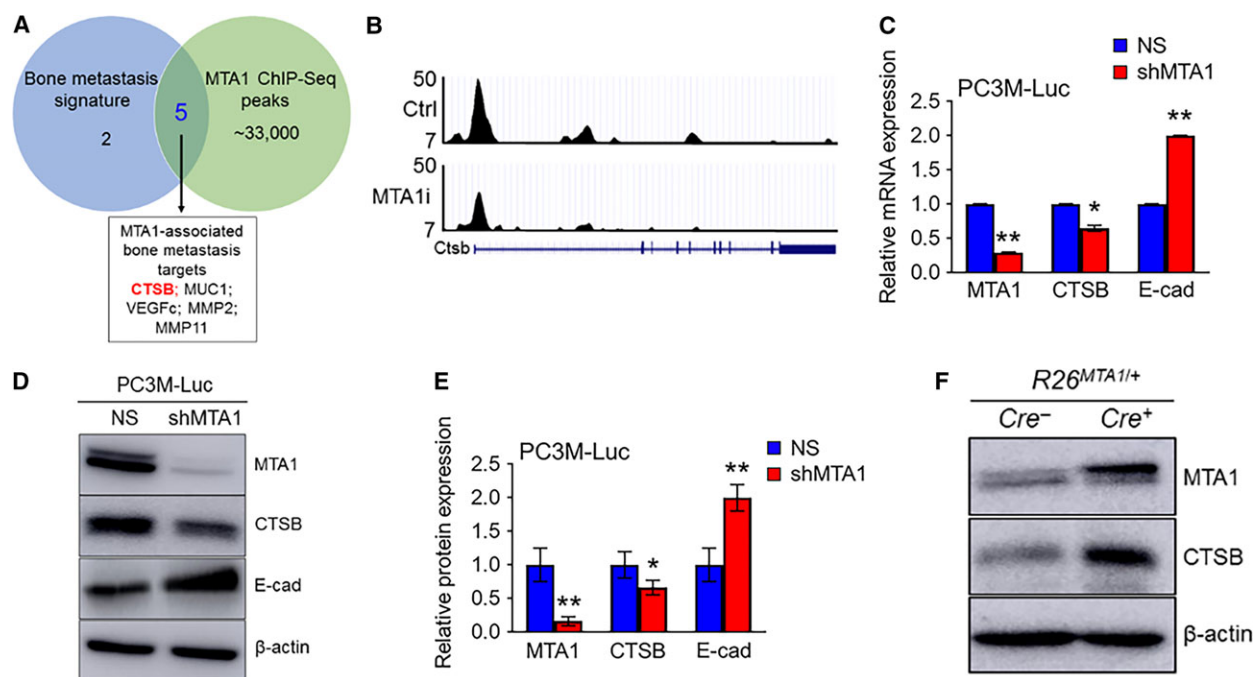 A
Bone metastasis
signature
2
5
MTA1 ChIP-Seq
peaks
~33,000
MTA1-associated
bone metastasis
targets
CTSB; MUC1;
VEGFc; MMP2;
MMP11
B
50
Ctrl
7
50
MTA1i
7
Ctsb
C
NS
shMTA1
PC3M-Luc
Relative mRNA expression
2.5
2.0
1.5
1.0
0.5
0.0
**
*
**
MTA1 CTSB E-cad
D
PC3M-Luc
NS shMTA1
MTA1
CTSB
E-cad
β-actin
E
PC3M-Luc
NS
shMTA1
Relative protein expression
2.5
2.0
1.5
1.0
0.5
0.0
**
*
**
MTA1 CTSB E-cad
F
R26MTA1/+
Cre– Cre+
MTA1
CTSB
β-actin